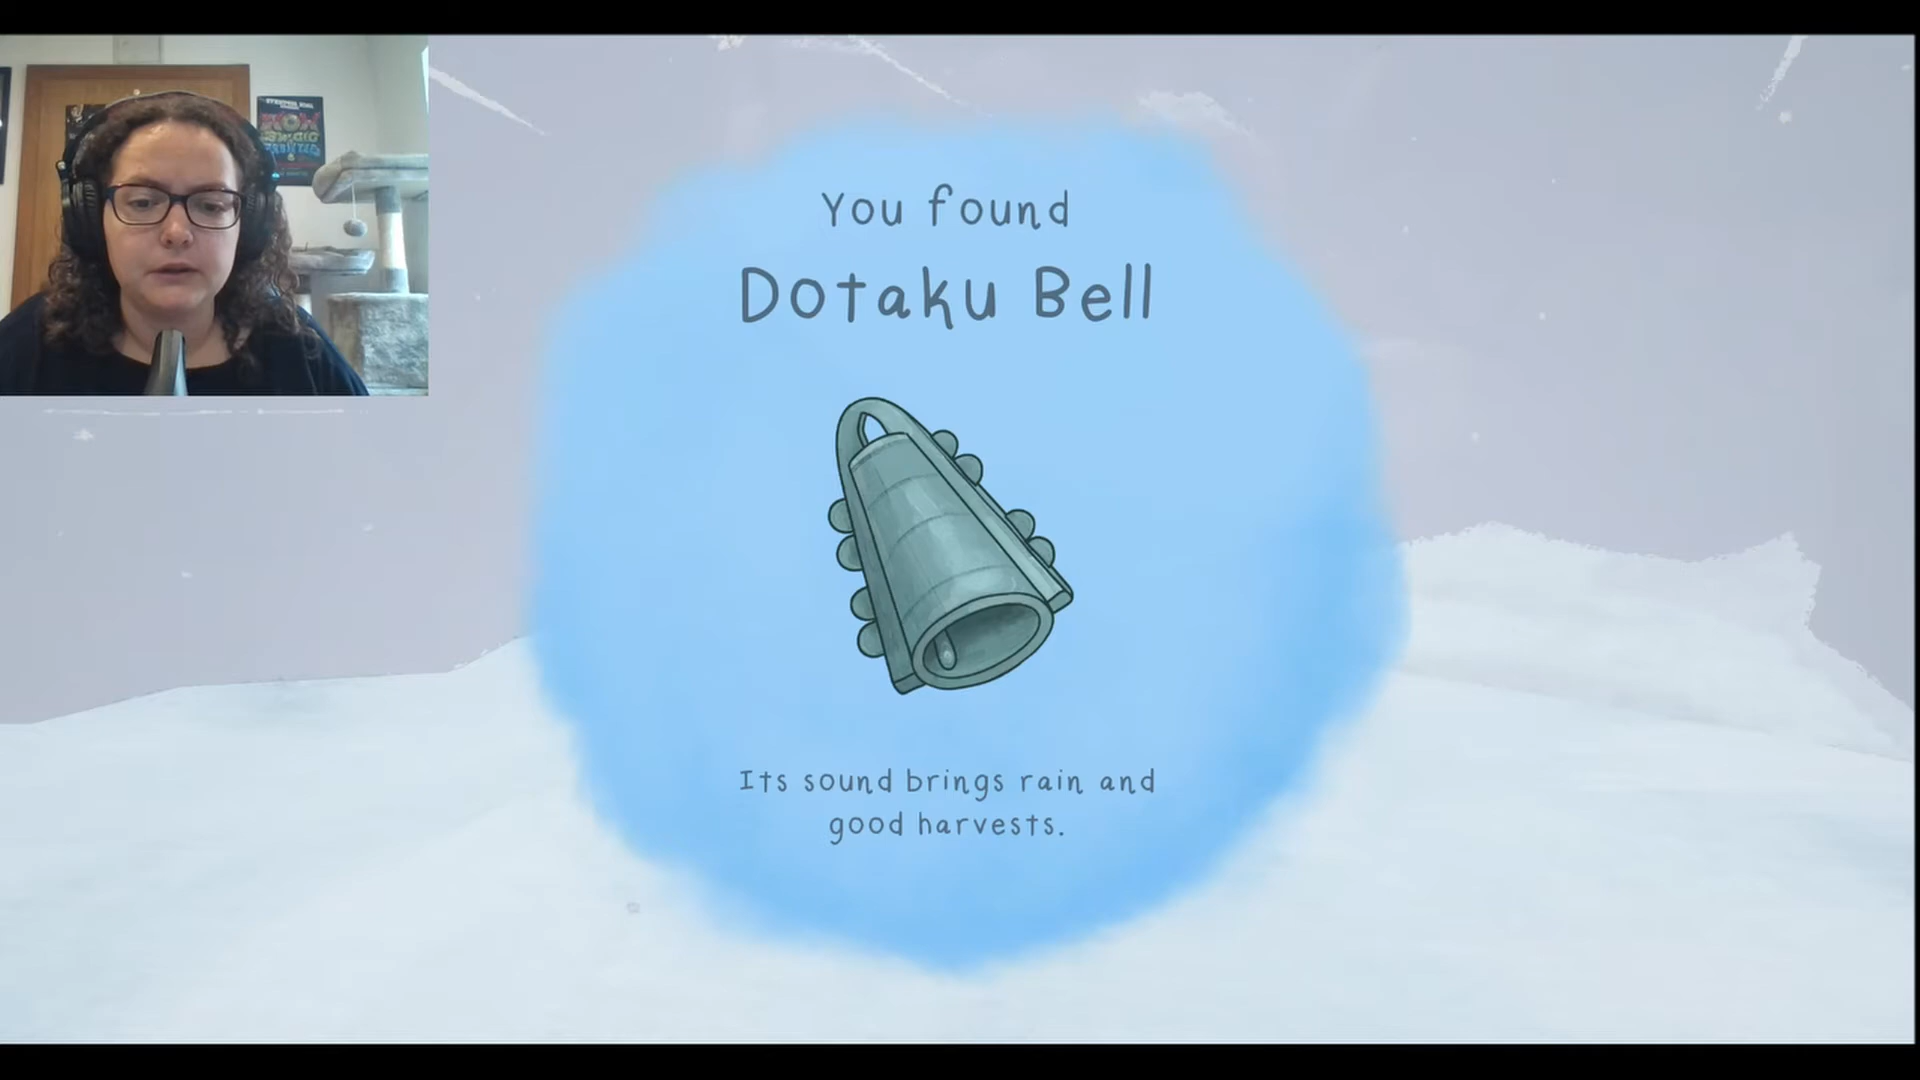 You found
Dotaku Bell
Its sound brings rain and
good harvests.